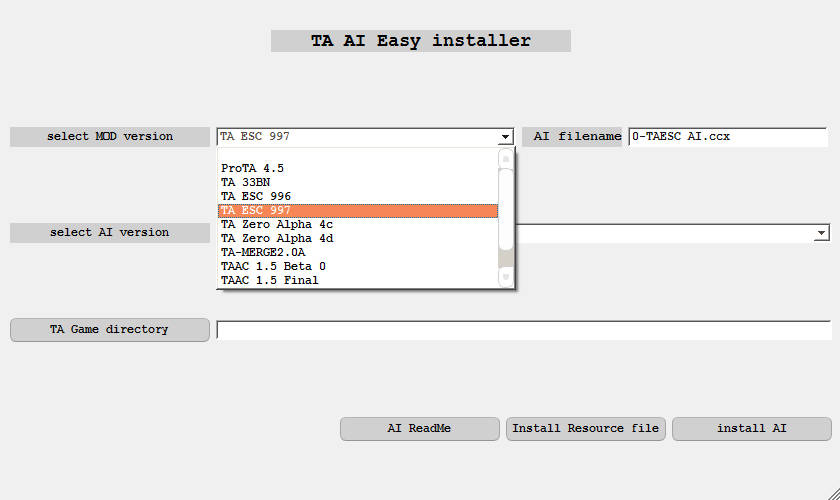 TA AI Easy installer
select MOD version
TA ESC 997
AI filename
0-TAESC AI.ccx
ProTA 4.5
TA 33BN
TA ESC 996
TA ESC 997
TA Zero Alpha 4c
TA Zero Alpha 4d
TA-MERGE2.0A
TAAC 1.5 Beta 0
TAAC 1.5 Final
select AI version
TA Game directory
AI ReadMe
Install Resource file
install AI